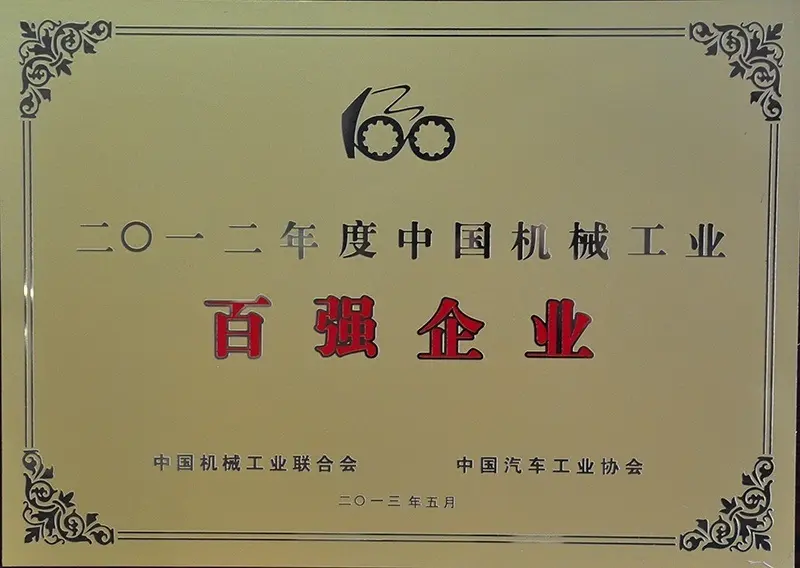 100
二〇一二年度中国机械工业
百强企业
中国机械工业联合会 中国汽车工业协会
二〇一三年五月